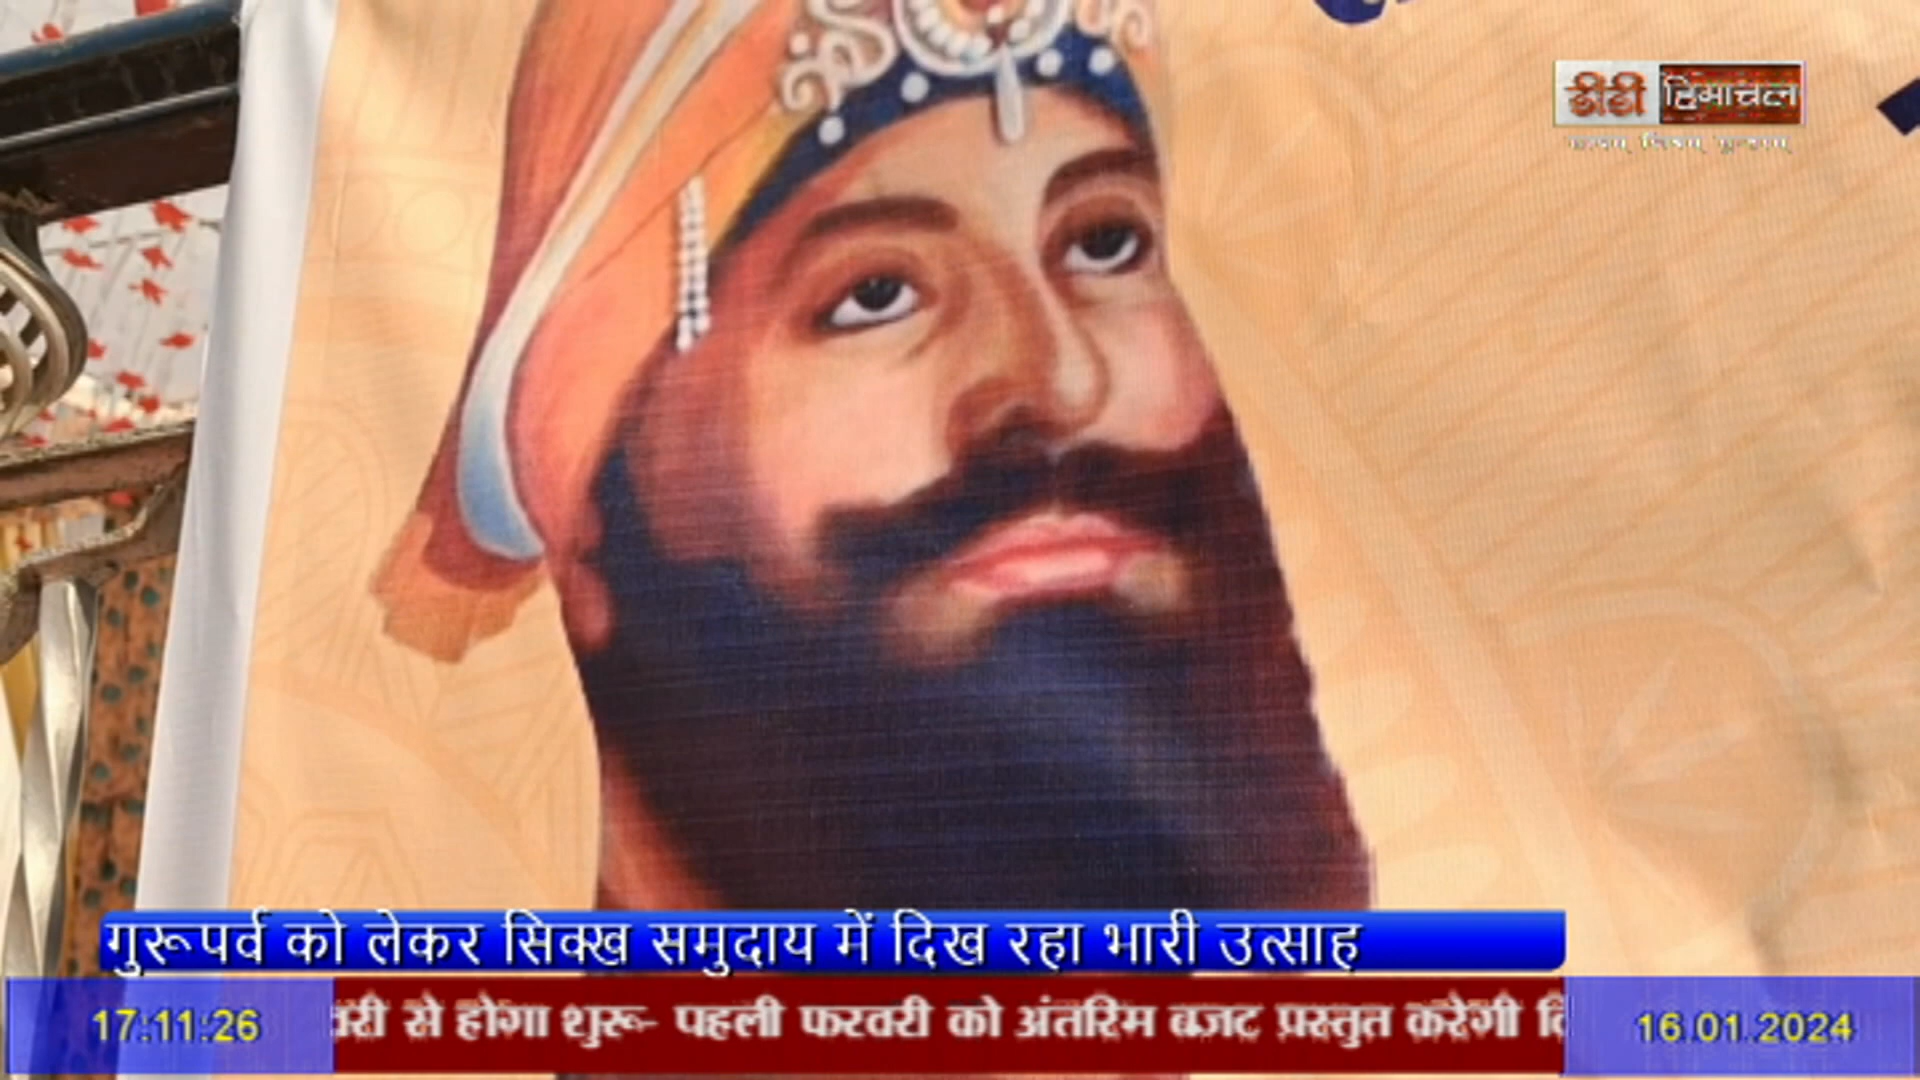 डीडी हिमाचल
गुरूपर्व को लेकर सिक्ख समुदाय में दिख रहा भारी उत्साह
17:11:26
से होगा शुरू- पहली फरवरी को अंतरिम बजट प्रस्तुत करेगी
16.01.2024